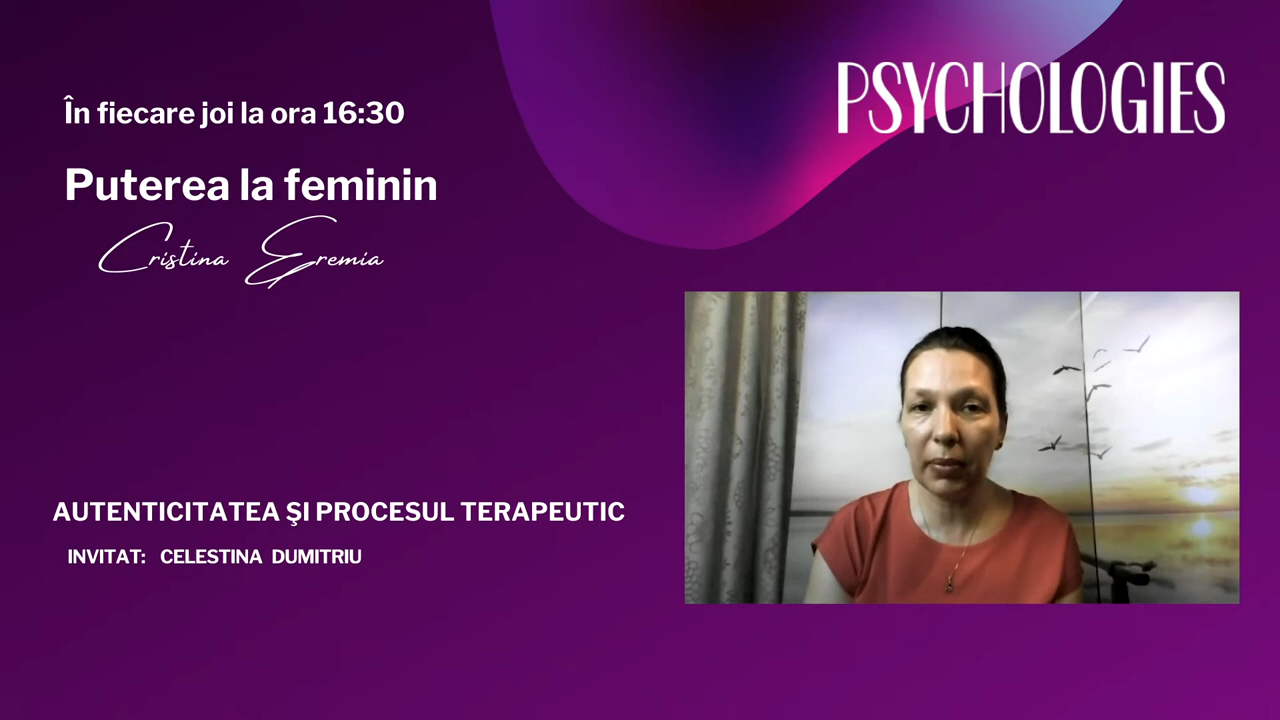 În fiecare joi la ora 16:30
PSYCHOLOGIES
Puterea la feminin
Cristina Eremia
AUTENTICITATEA ŞI PROCESUL TERAPEUTIC
INVITAT: CELESTINA DUMITRIU